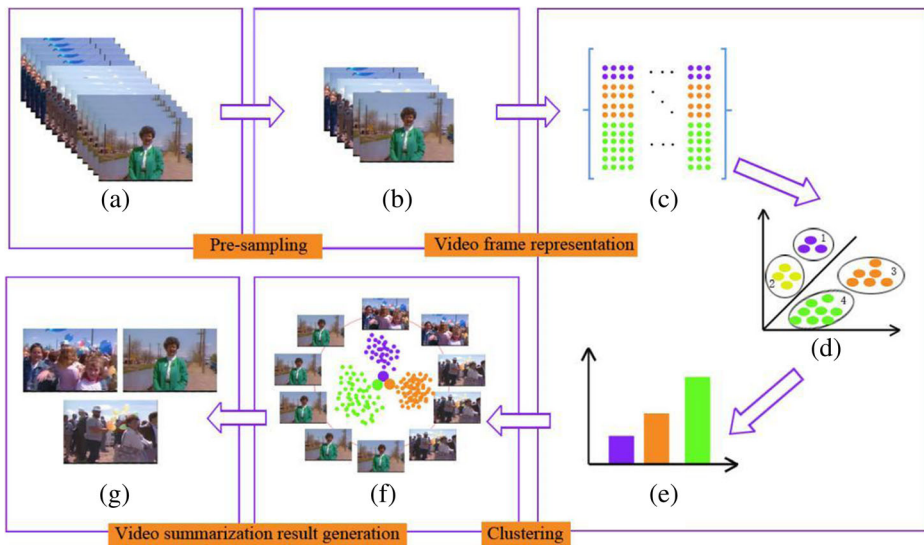 (a)
(b)
(c)
Pre-sampling
Video frame representation
1
2
3
4
(d)
(g)
(f)
(e)
Video summarization result generation
Clustering